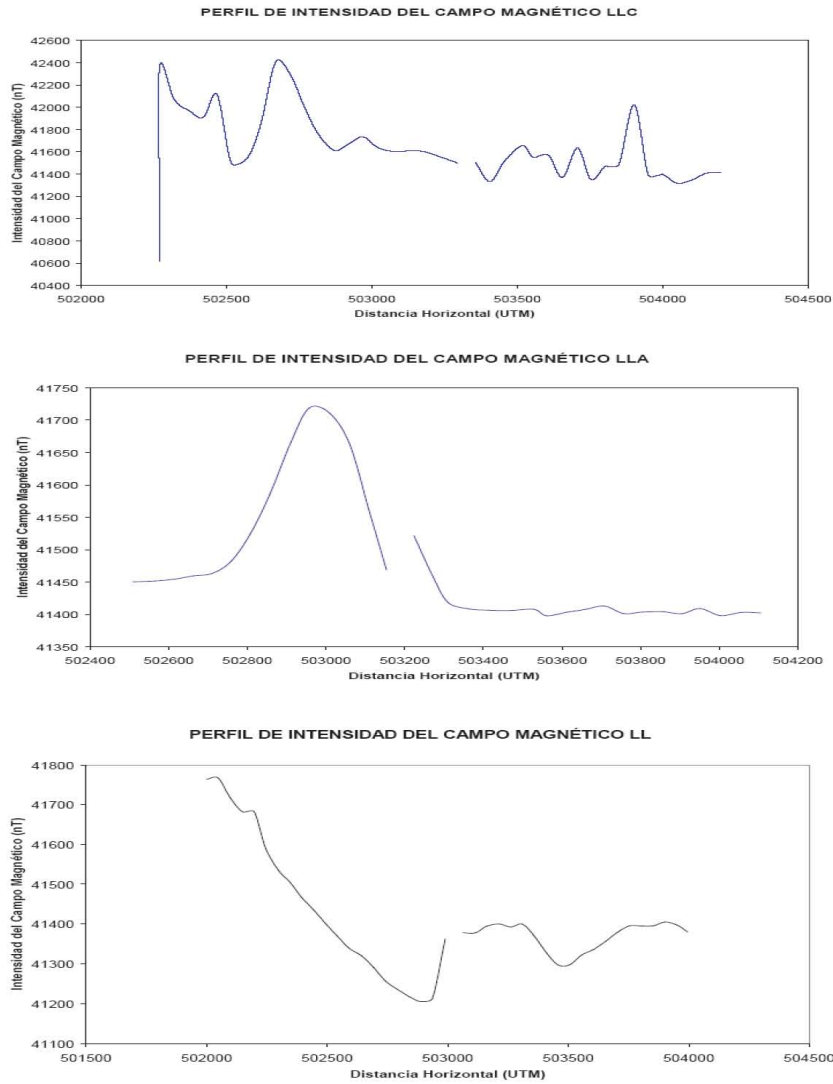 PERFIL DE INTENSIDAD DEL CAMPO MAGNÉTICO LLC
Intensidad del Campo Magnético (nT)
42600
42400
42200
42000
41800
41600
41400
41200
41000
40800
40600
40400
502000 502500 503000 503500 504000 504500
Distancia Horizontal (UTM)
PERFIL DE INTENSIDAD DEL CAMPO MAGNÉTICO LLA
Intensidad del Campo Magnético (nT)
41750
41700
41650
41600
41550
41500
41450
41400
41350
502400 502600 502800 503000 503200 503400 503600 503800 504000 504200
Distancia Horizontal (UTM)
PERFIL DE INTENSIDAD DEL CAMPO MAGNÉTICO LL
Intensidad del Campo Magnético (nT)
41800
41700
41600
41500
41400
41300
41200
41100
501500 502000 502500 503000 503500 504000 504500
Distancia Horizontal (UTM)